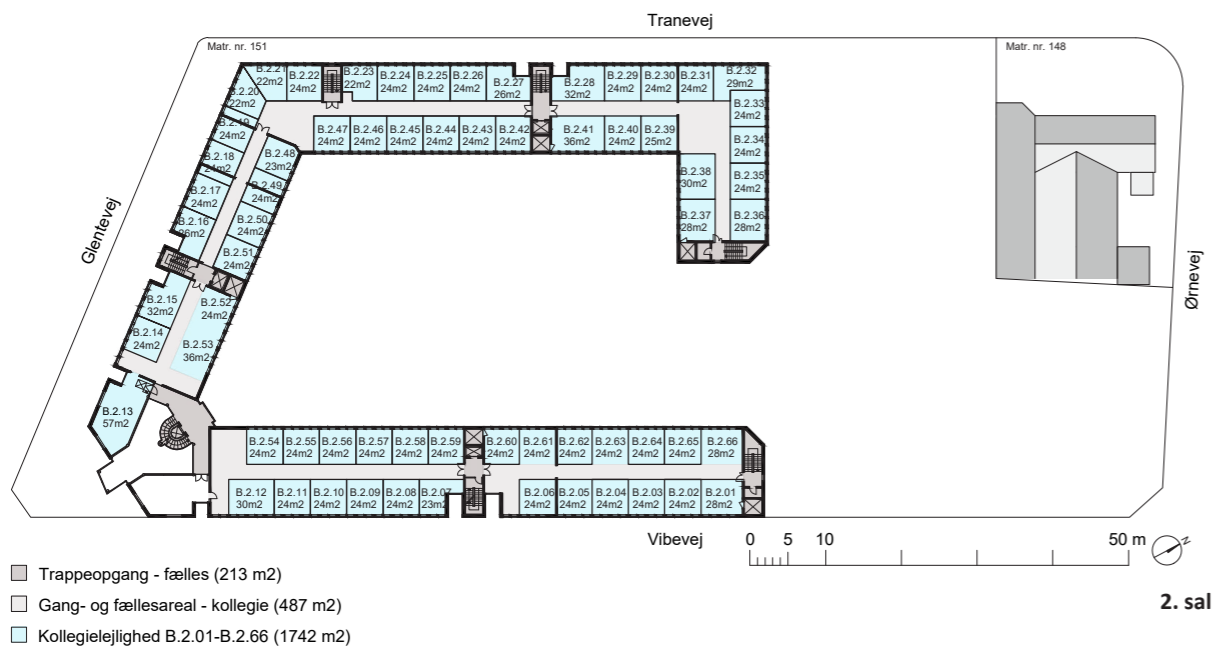 Tranevej
Matr. nr. 151
Matr. nr. 148
B.2.21
22m2
B.2.22
24m2
B.2.23
22m2
B.2.24
24m2
B.2.25
24m2
B.2.26
24m2
B.2.27
26m2
B.2.28
32m2
B.2.29
24m2
B.2.30
24m2
B.2.31
24m2
B.2.32
29m2
B.2.33
24m2
B.2.34
24m2
B.2.35
24m2
B.2.36
28m2
B.2.20
22m2
B.2.19
24m2
B.2.18
24m2
B.2.17
24m2
B.2.16
36m2
B.2.47
24m2
B.2.46
24m2
B.2.45
24m2
B.2.44
24m2
B.2.43
24m2
B.2.42
24m2
B.2.41
36m2
B.2.40
24m2
B.2.39
25m2
B.2.38
30m2
B.2.37
28m2
B.2.48
23m2
B.2.49
24m2
B.2.50
24m2
B.2.51
24m2
B.2.52
24m2
B.2.53
36m2
B.2.15
32m2
B.2.14
24m2
B.2.13
57m2
Glentevej
Ørnevej
B.2.54
24m2
B.2.55
24m2
B.2.56
24m2
B.2.57
24m2
B.2.58
24m2
B.2.59
24m2
B.2.60
24m2
B.2.61
24m2
B.2.62
24m2
B.2.63
24m2
B.2.64
24m2
B.2.65
24m2
B.2.66
28m2
B.2.12
30m2
B.2.11
24m2
B.2.10
24m2
B.2.09
24m2
B.2.08
24m2
B.2.07
23m2
B.2.06
24m2
B.2.05
24m2
B.2.04
24m2
B.2.03
24m2
B.2.02
24m2
B.2.01
28m2
Vibevej
0 5 10 50 m
N
Trappeopgang - fælles (213 m2)
Gang- og fællesareal - kollegie (487 m2)
Kollegielejlighed B.2.01-B.2.66 (1742 m2)
2. sal